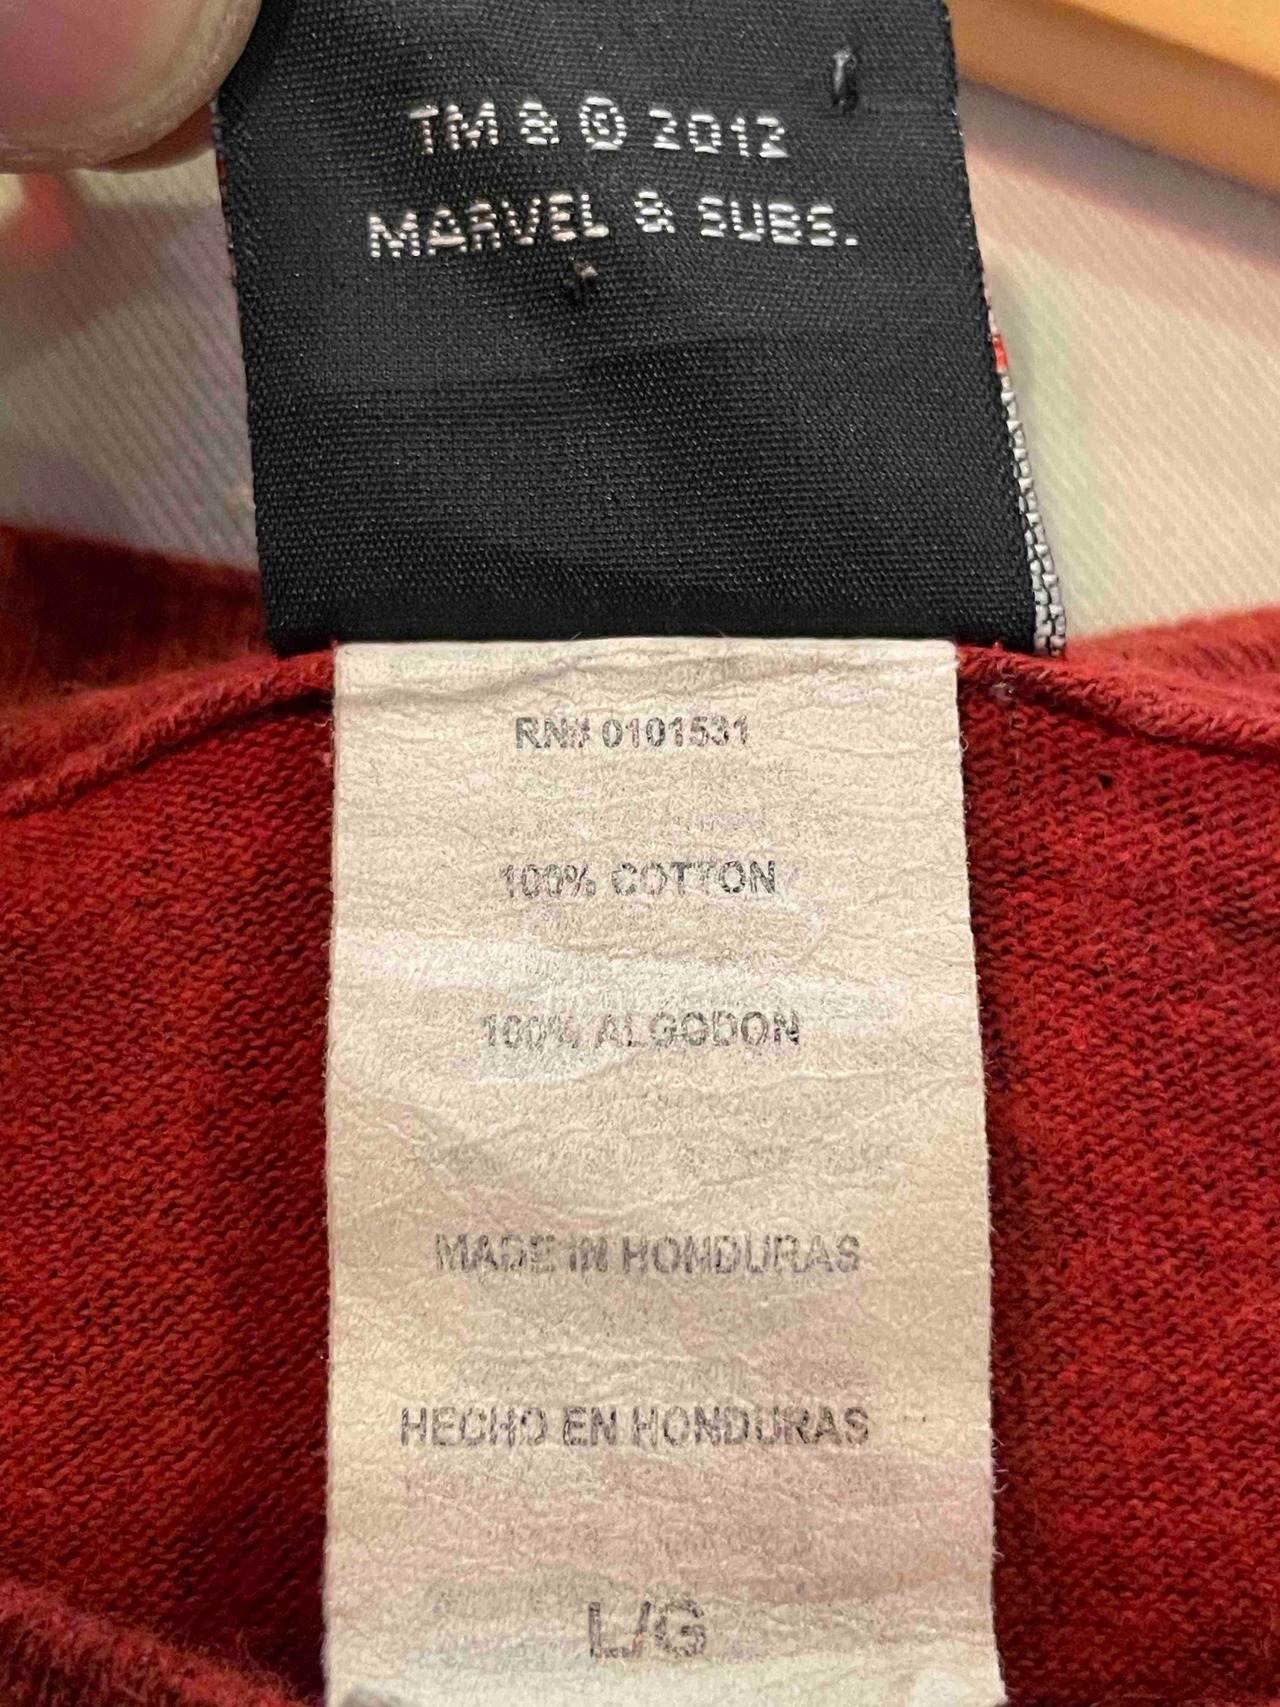 TM & © 2012
MARVEL & SUBS.
RN# 0101531
100% COTTON
100% ALGODON
MADE IN HONDURAS
HECHO EN HONDURAS
L/G